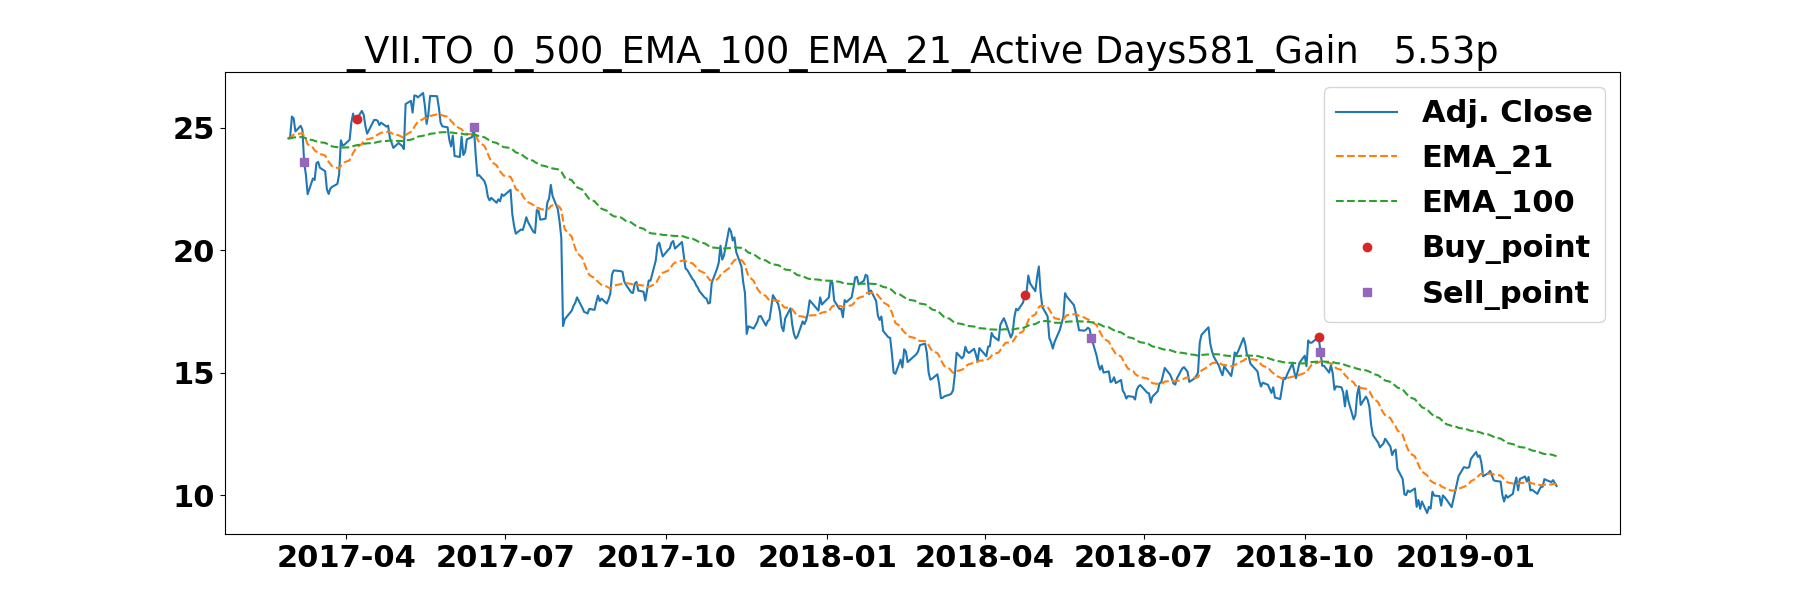 _VII.TO_0_500_EMA_100_EMA_21_Active Days581_Gain   5.53p
25
20
15
10
2017-04 2017-07 2017-10 2018-01 2018-04 2018-07 2018-10 2019-01
Adj. Close
EMA_21
EMA_100
Buy_point
Sell_point